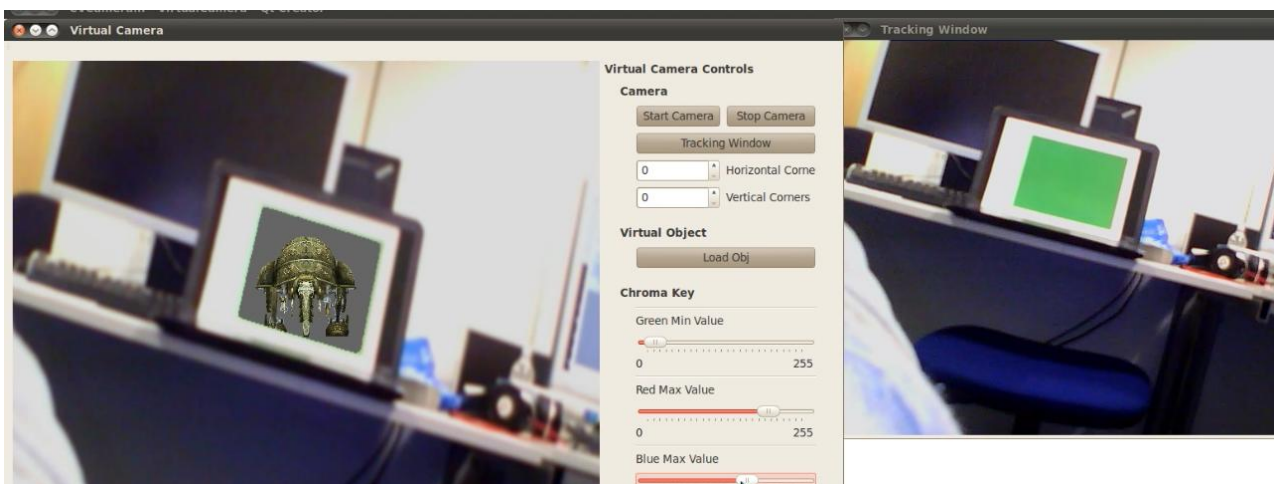 Virtual Camera
Tracking Window
Virtual Camera Controls
Camera
Start Camera Stop Camera
Tracking Window
0 Horizontal Corne
0 Vertical Corners
Virtual Object
Load Obj
Chroma Key
Green Min Value
0 255
Red Max Value
0 255
Blue Max Value